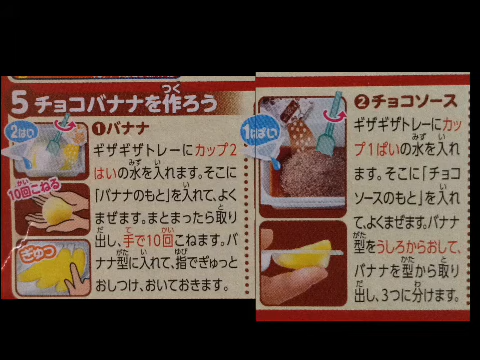 5 チョコバナナを作ろう
つく
2はい
❶バナナ
ギザギザトレーにカップ2
はいの水を入れます。そこに
「バナナのもと」を入れて、よく
まぜます。まとまったら取り
出し、手で10回こねます。バ
ナナ型に入れて、指でぎゅっと
おしつけ、おいておきます。
10回こねる
ぎゅっ
❷チョコソース
1ぱい
ギザギザトレーにカッ
プ1ぱいの水を入れ
ます。そこに「チョコ
ソースのもと」を入れ
て、よくまぜます。バナナ
型をうしろからおして、
バナナを型から取り
出し、3つに分けます。